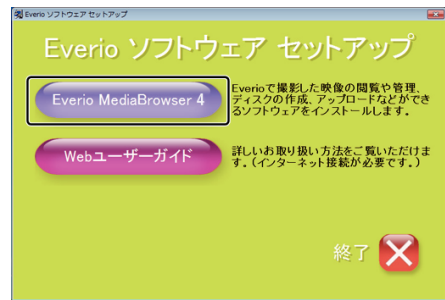 Everio ソフトウェア セットアップ
Everio ソフトウェア セットアップ
Everio MediaBrowser 4
Everioで撮影した映像の閲覧や管理、
ディスクの作成、アップロードなどができ
るソフトウェアをインストールします。
Webユーザーガイド
詳しいお取り扱い方法をご覧いただけま
す。(インターネット接続が必要です。)
終了